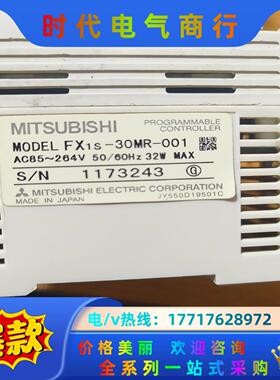 时代电气商行
MITSUBISHI
PROGRAMMABLE
CONTROLLER
MODEL FX1S-30MR-001
AC85~264V 50/60Hz 32W MAX
S/N 1173243 G
MITSUBISHI ELECTRIC CORPORATION
MADE IN JAPAN JY550D19501C
爆款
电/v热线：17717628972
价格美丽 欢迎咨询
全系列一站式采购